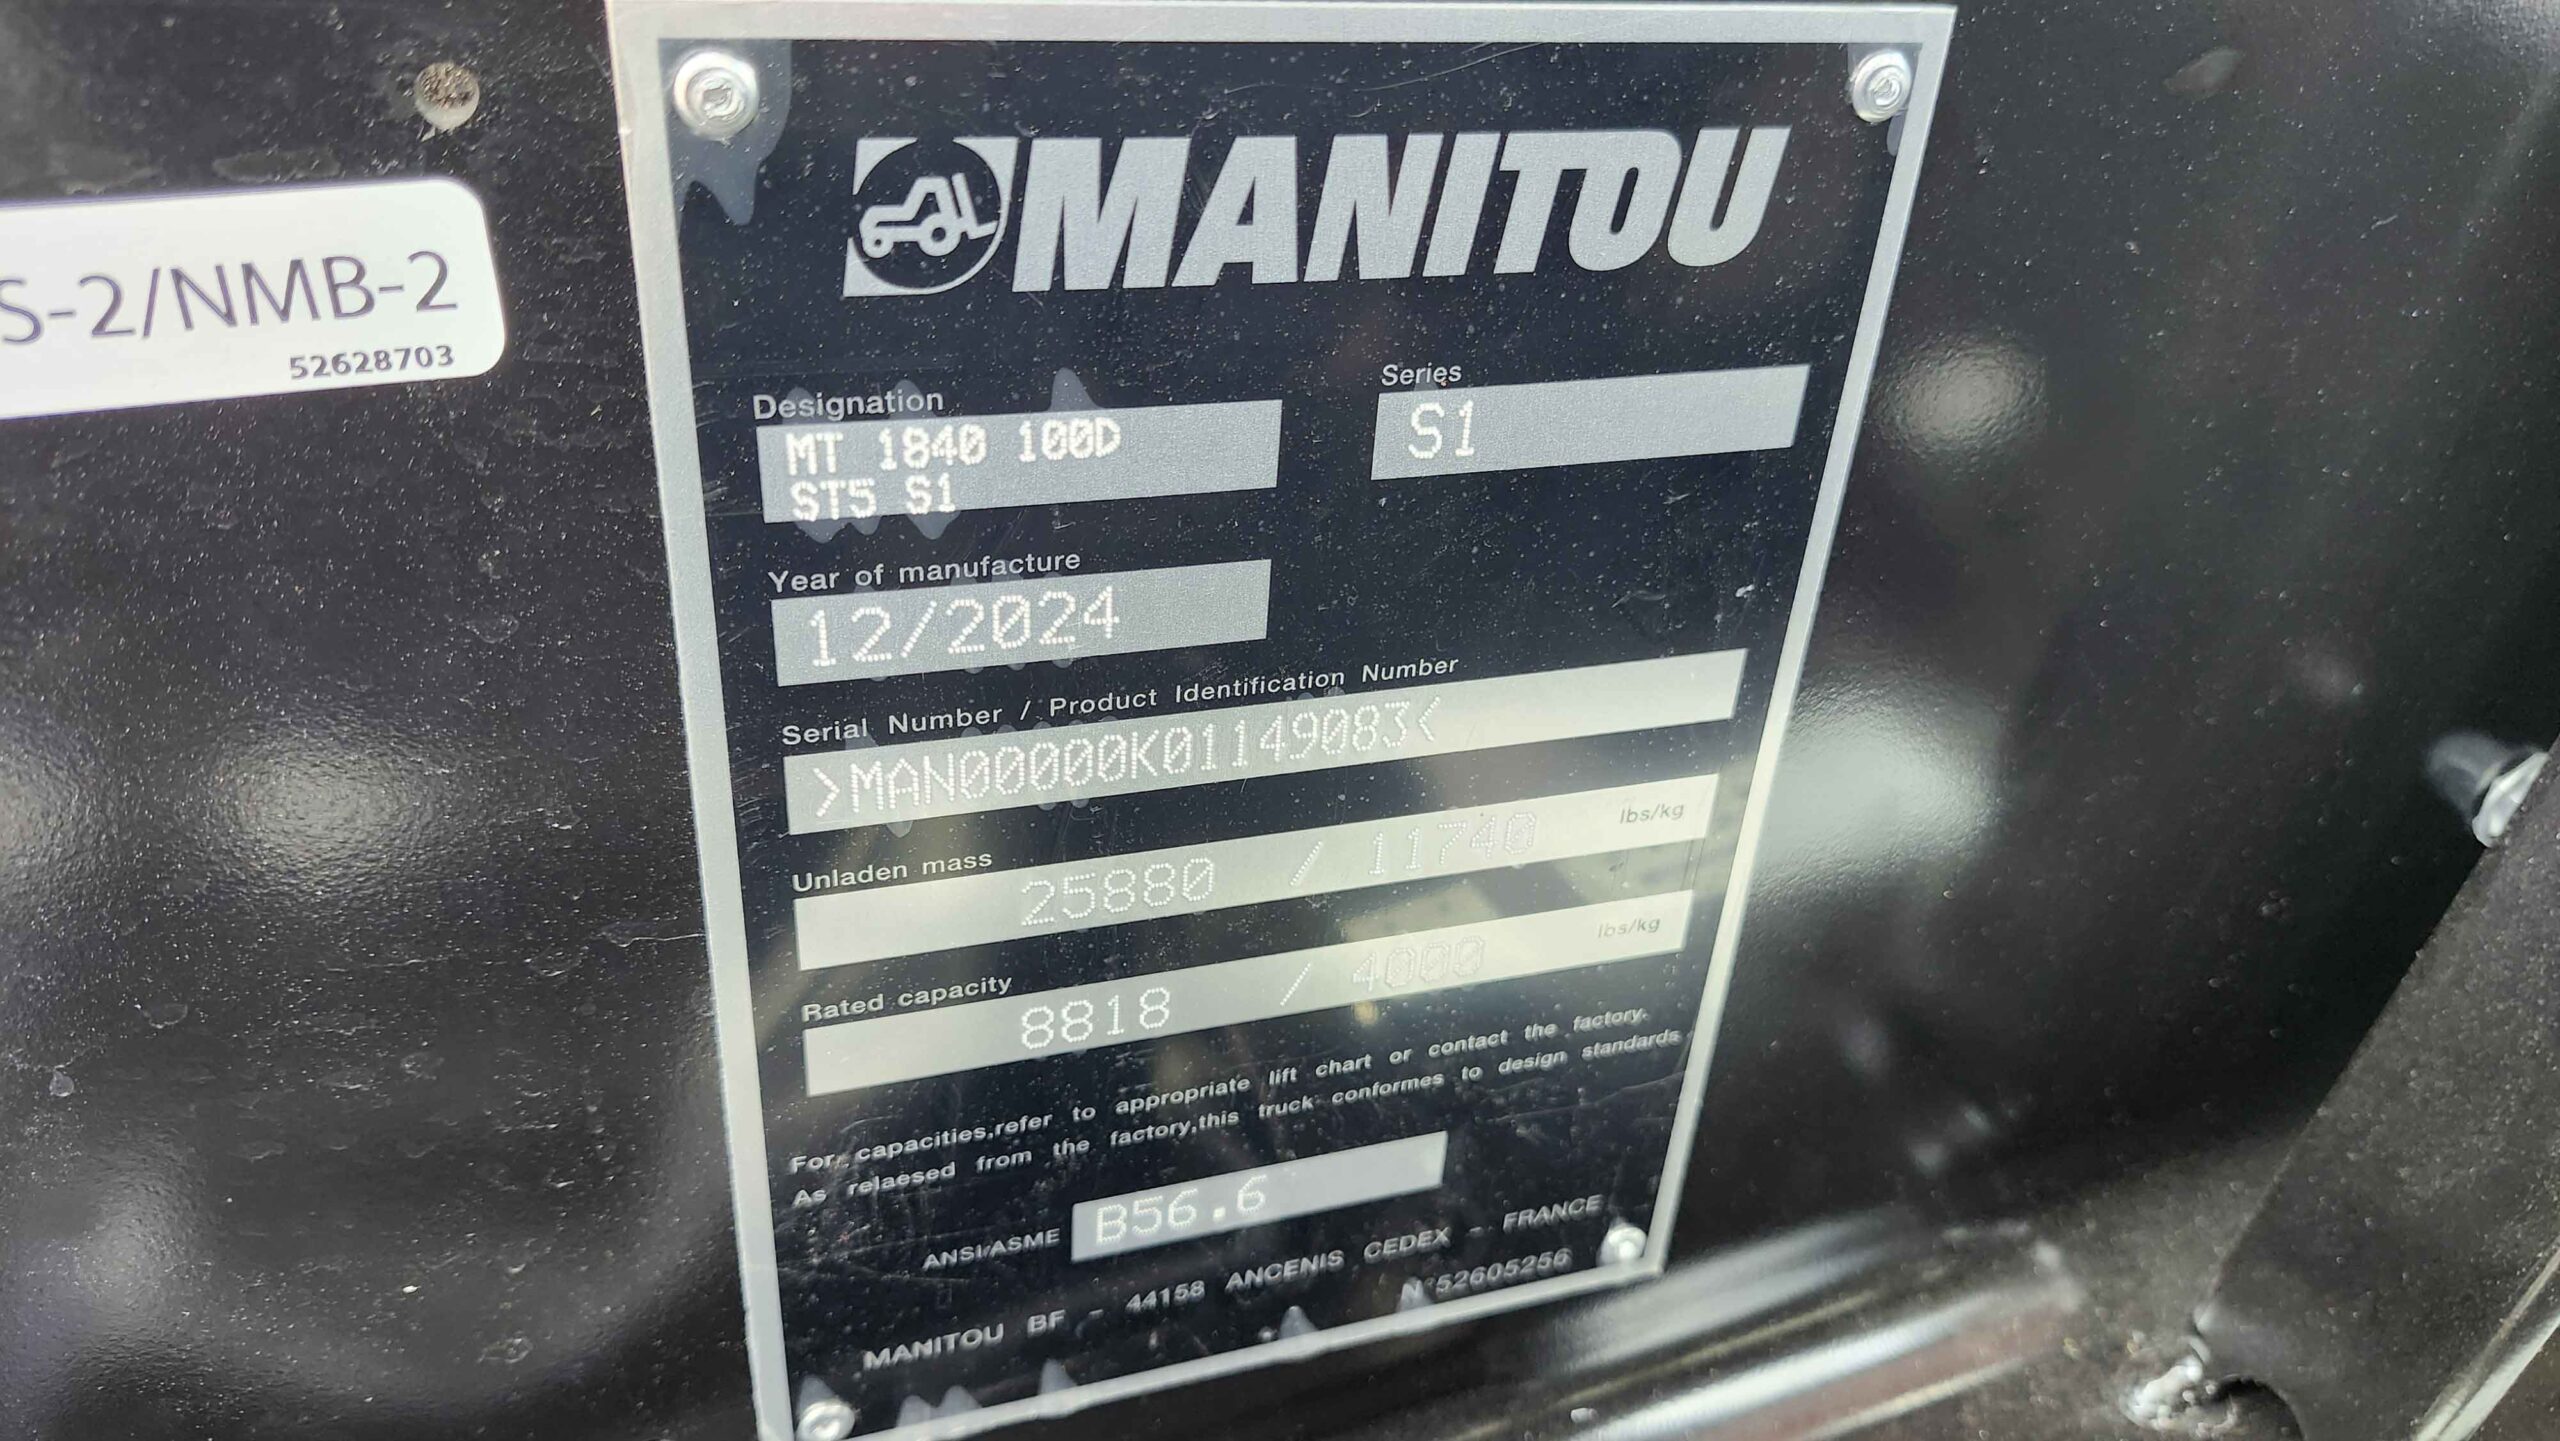 S-2/NMB-2
52628703
MANITOU
Designation
MT 1840 100D
ST5 S1
Series
S1
Year of manufacture
12/2024
Serial Number / Product Identification Number
>MAN00000K01149083<
Unladen mass
25880 / 11740 lbs/kg
Rated capacity
8818 / 4000 lbs/kg
For capacities,refer to appropriate lift chart or contact the factory.
As relaesed from the factory,this truck conformes to design standards
ANSI/ASME B56.6
MANITOU BF - 44158 ANCENIS CEDEX - FRANCE
N°52605256